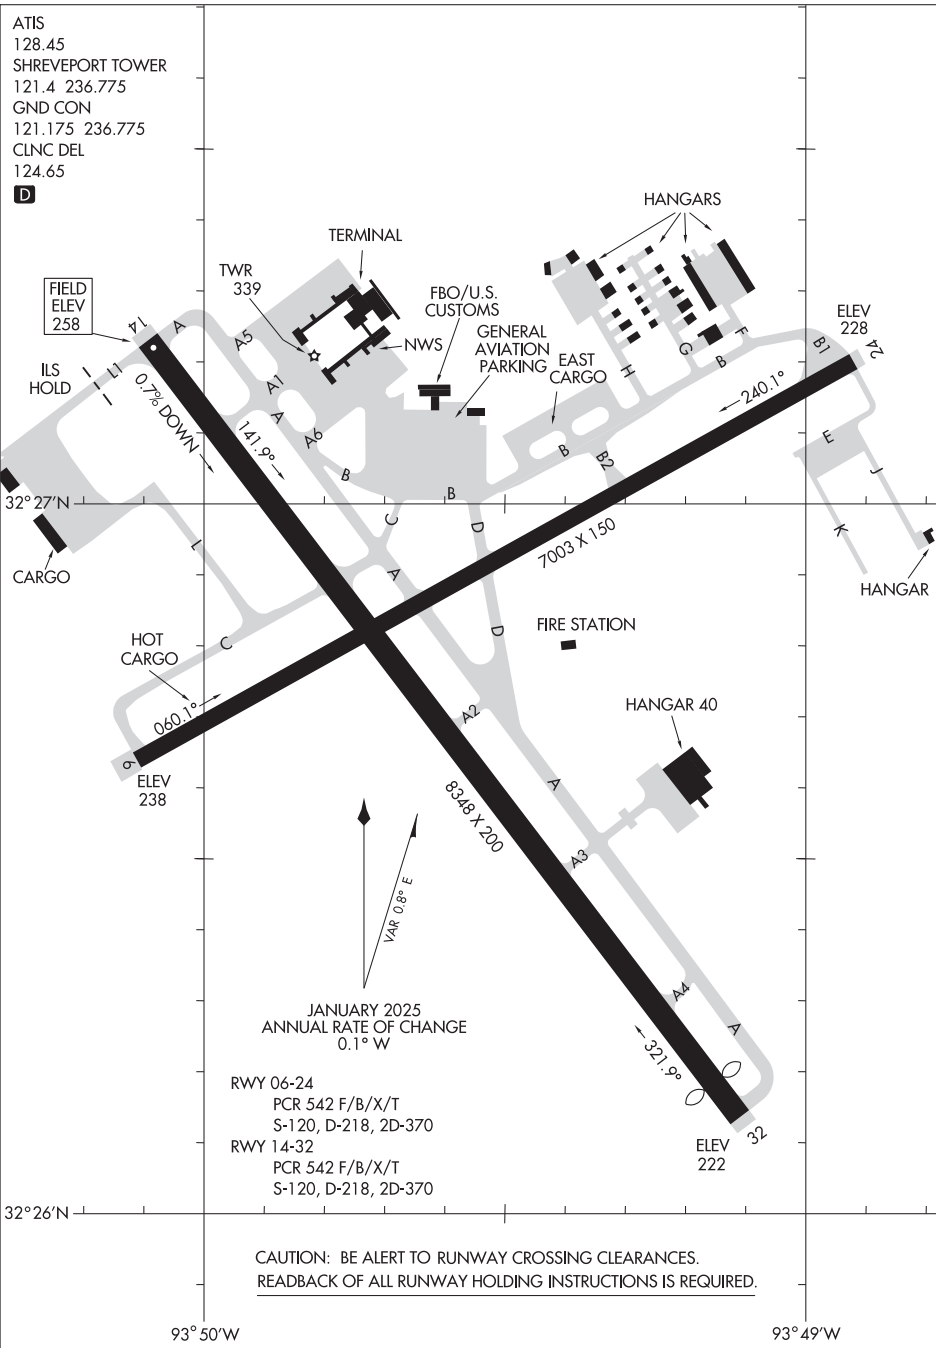 ATIS
128.45
SHREVEPORT TOWER
121.4 236.775
GND CON
121.175 236.775
CLNC DEL
124.65
D
HANGARS
TERMINAL
TWR
339
FBO/U.S.
CUSTOMS
FIELD
ELEV
258
14
A
A5
NWS
GENERAL
AVIATION
PARKING
EAST
CARGO
ELEV
228
24
B1
F
B
G
H
ILS
HOLD
L1
0.7% DOWN
A1
A
A6
141.9°
B
B
B
B2
240.1°
E
J
K
32°27'N
C
D
7003 X 150
L
A
CARGO
HANGAR
HOT
CARGO
C
D
FIRE STATION
060.1°
6
ELEV
238
A2
HANGAR 40
A
8348 X 200
A3
VAR 0.8° E
A4
A
JANUARY 2025
ANNUAL RATE OF CHANGE
0.1° W
321.9°
RWY 06-24
PCR 542 F/B/X/T
S-120, D-218, 2D-370
RWY 14-32
PCR 542 F/B/X/T
S-120, D-218, 2D-370
32
ELEV
222
32°26'N
CAUTION: BE ALERT TO RUNWAY CROSSING CLEARANCES.
READBACK OF ALL RUNWAY HOLDING INSTRUCTIONS IS REQUIRED.
93°50'W
93°49'W